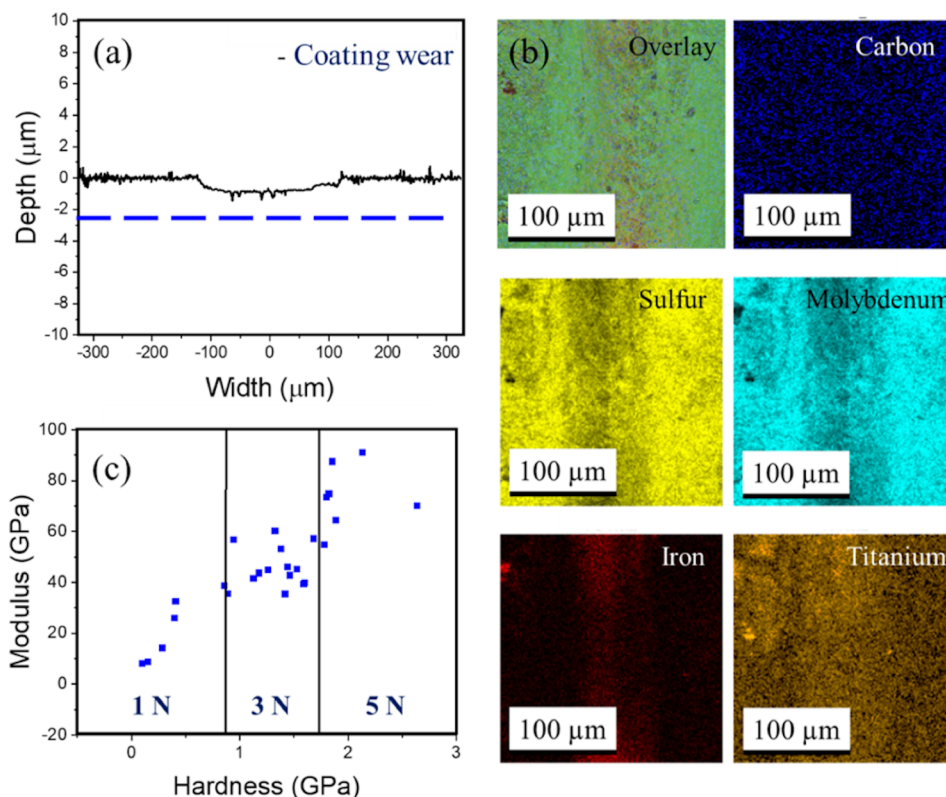 (a)
- Coating wear
10
8
6
4
2
0
-2
-4
-6
-8
-10
Depth (μm)
-300 -200 -100 0 100 200 300
Width (μm)
(b)
Overlay
100 μm
Carbon
100 μm
Sulfur
100 μm
Molybdenum
100 μm
Iron
100 μm
Titanium
100 μm
(c)
100
80
60
40
20
0
-20
Modulus (GPa)
1 N 3 N 5 N
0 1 2 3
Hardness (GPa)